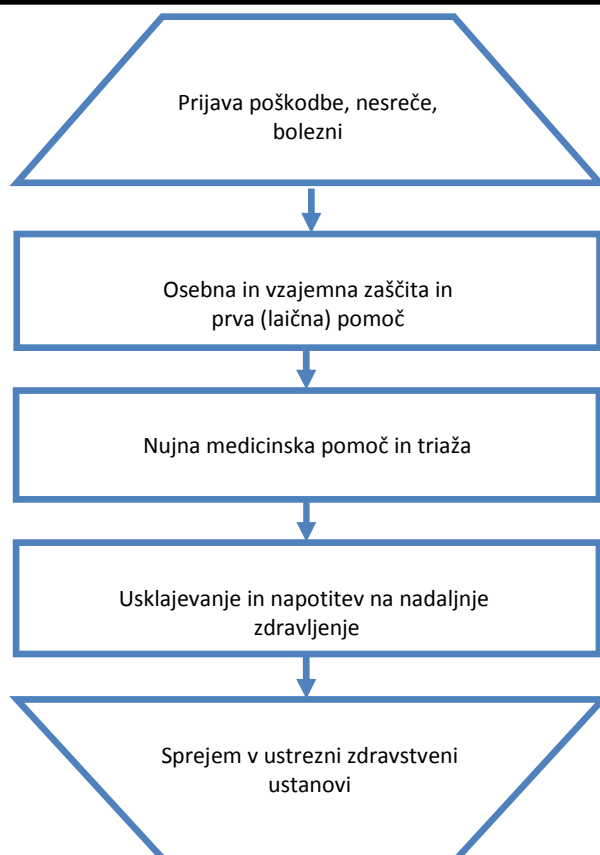 Prijava poškodbe, nesreče,
bolezni
Osebna in vzajemna zaščita in
prva (laična) pomoč
Nujna medicinska pomoč in triaža
Usklajevanje in napotitev na nadaljnje
zdravljenje
Sprejem v ustrezni zdravstveni
ustanovi